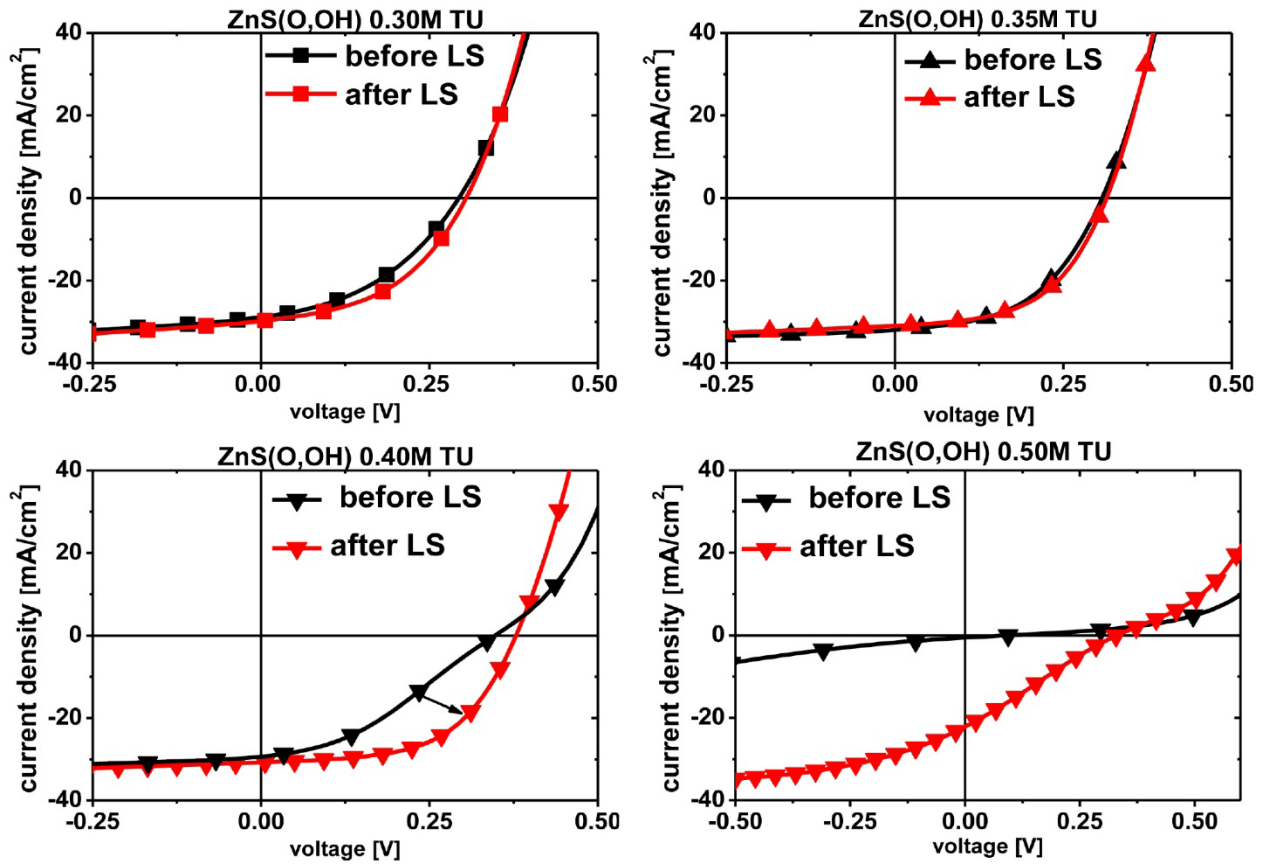 ZnS(O,OH) 0.30M TU
before LS
after LS
current density [mA/cm²]
40
20
0
-20
-40
-0.25 0.00 0.25 0.50
voltage [V]
ZnS(O,OH) 0.35M TU
before LS
after LS
current density [mA/cm²]
40
20
0
-20
-40
-0.25 0.00 0.25 0.50
voltage [V]
ZnS(O,OH) 0.40M TU
before LS
after LS
current density [mA/cm²]
40
20
0
-20
-40
-0.25 0.00 0.25 0.50
voltage [V]
ZnS(O,OH) 0.50M TU
before LS
after LS
current density [mA/cm²]
40
20
0
-20
-40
-0.50 -0.25 0.00 0.25 0.50
voltage [V]